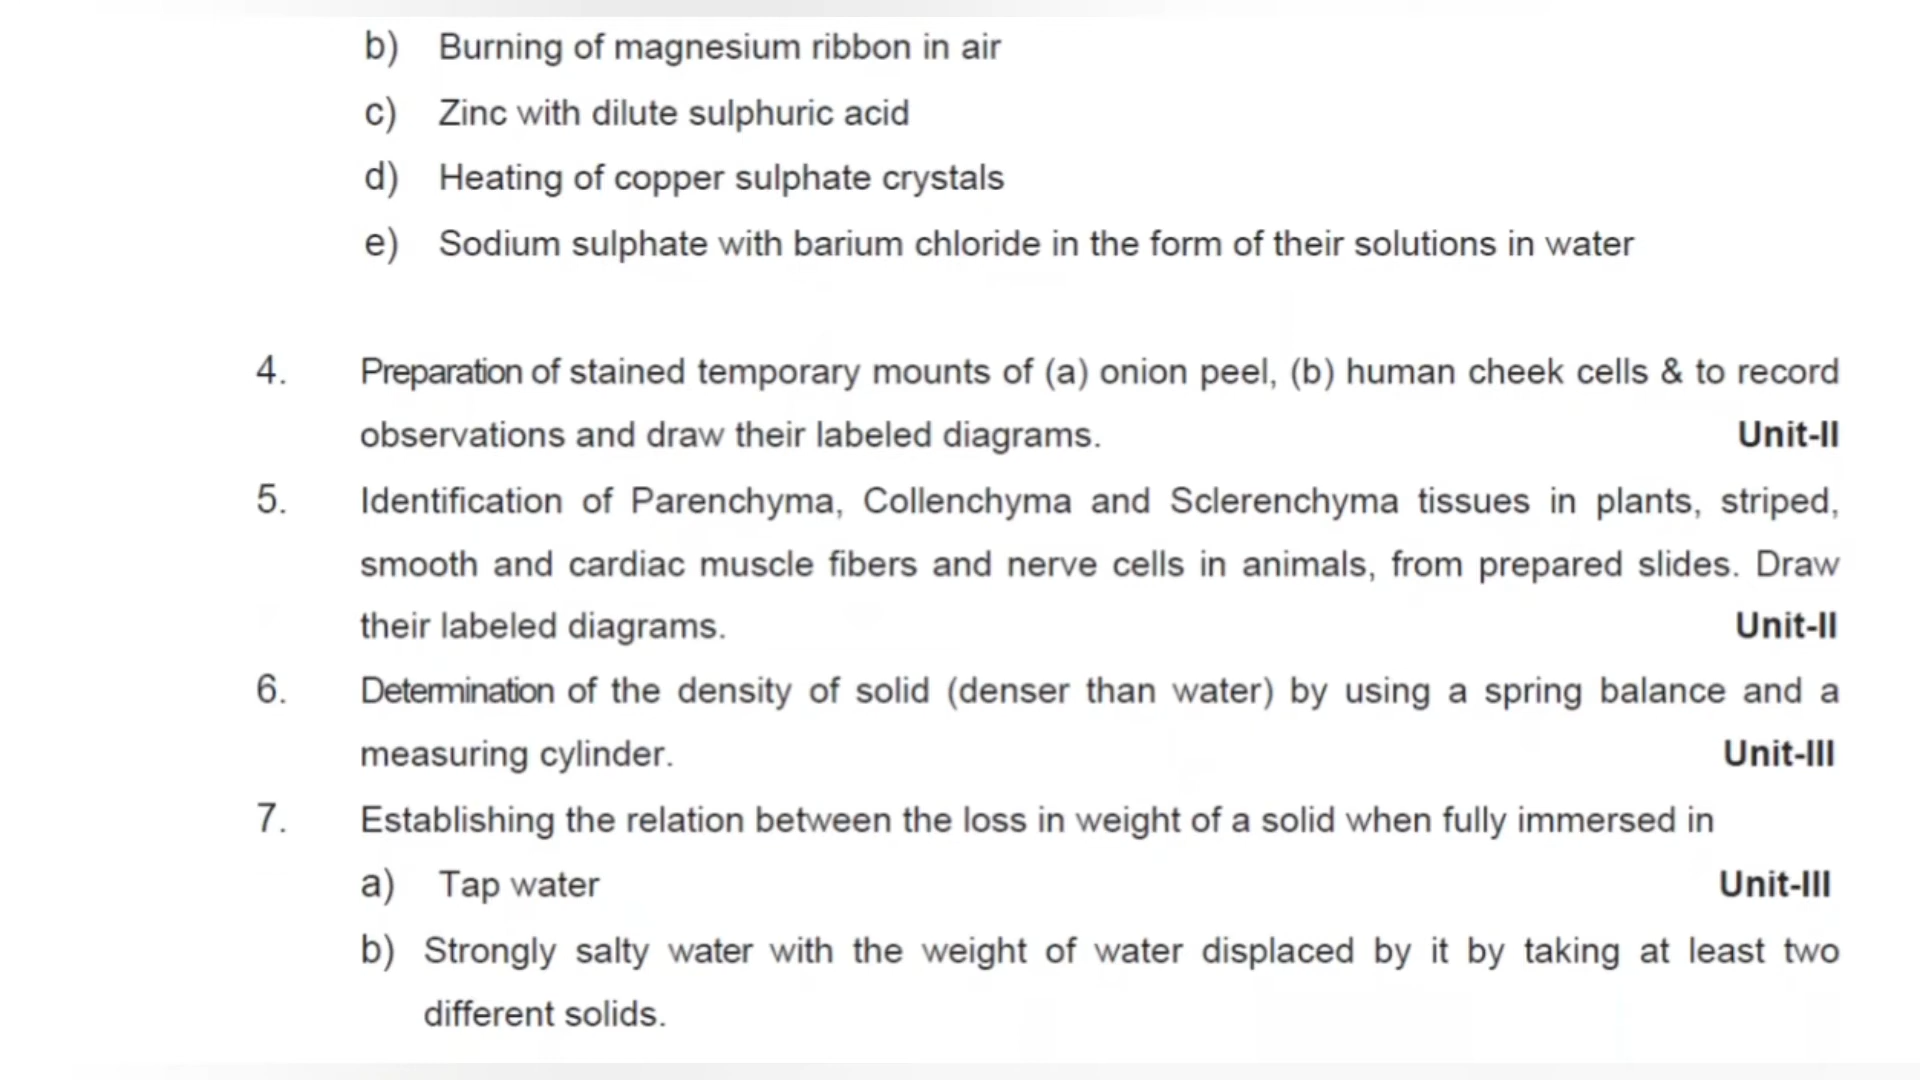 b) Burning of magnesium ribbon in air
c) Zinc with dilute sulphuric acid
d) Heating of copper sulphate crystals
e) Sodium sulphate with barium chloride in the form of their solutions in water
4. Preparation of stained temporary mounts of (a) onion peel, (b) human cheek cells & to record
observations and draw their labeled diagrams. Unit-II
5. Identification of Parenchyma, Collenchyma and Sclerenchyma tissues in plants, striped,
smooth and cardiac muscle fibers and nerve cells in animals, from prepared slides. Draw
their labeled diagrams. Unit-II
6. Determination of the density of solid (denser than water) by using a spring balance and a
measuring cylinder. Unit-III
7. Establishing the relation between the loss in weight of a solid when fully immersed in
a) Tap water Unit-III
b) Strongly salty water with the weight of water displaced by it by taking at least two
different solids.